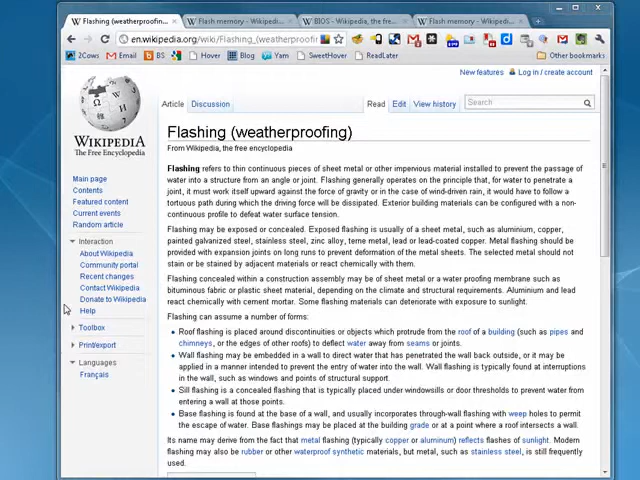 Flashing (weatherproofing)...
Flash memory - Wikipedi...
BIOS - Wikipedia, the fre...
Flash memory - Wikipedi...
en.wikipedia.org/wiki/Flashing_(weatherproofin
2Cows Email BS Hover Blog Yam SweetHover ReadLater Other bookmarks
New features Log in / create account
Article Discussion Read Edit View history Search
WIKIPEDIA
The Free Encyclopedia
Main page
Contents
Featured content
Current events
Random article
Interaction
About Wikipedia
Community portal
Recent changes
Contact Wikipedia
Donate to Wikipedia
Help
Toolbox
Print/export
Languages
Français
Flashing (weatherproofing)
From Wikipedia, the free encyclopedia
Flashing refers to thin continuous pieces of sheet metal or other impervious material installed to prevent the passage of
water into a structure from an angle or joint. Flashing generally operates on the principle that, for water to penetrate a
joint, it must work itself upward against the force of gravity or in the case of wind-driven rain, it would have to follow a
tortuous path during which the driving force will be dissipated. Exterior building materials can be configured with a non-
continuous profile to defeat water surface tension.
Flashing may be exposed or concealed. Exposed flashing is usually of a sheet metal, such as aluminium, copper,
painted galvanized steel, stainless steel, zinc alloy, terne metal, lead or lead-coated copper. Metal flashing should be
provided with expansion joints on long runs to prevent deformation of the metal sheets. The selected metal should not
stain or be stained by adjacent materials or react chemically with them.
Flashing concealed within a construction assembly may be of sheet metal or a water proofing membrane such as
bituminous fabric or plastic sheet material, depending on the climate and structural requirements. Aluminium and lead
react chemically with cement mortar. Some flashing materials can deteriorate with exposure to sunlight.
Flashing can assume a number of forms:
Roof flashing is placed around discontinuities or objects which protrude from the roof of a building (such as pipes and
chimneys, or the edges of other roofs) to deflect water away from seams or joints.
Wall flashing may be embedded in a wall to direct water that has penetrated the wall back outside, or it may be
applied in a manner intended to prevent the entry of water into the wall. Wall flashing is typically found at interruptions
in the wall, such as windows and points of structural support.
Sill flashing is a concealed flashing that is typically placed under windowsills or door thresholds to prevent water from
entering a wall at those points.
Base flashing is found at the base of a wall, and usually incorporates through-wall flashing with weep holes to permit
the escape of water. Base flashings may be placed at the building grade or at a point where a roof intersects a wall.
Its name may derive from the fact that metal flashing (typically copper or aluminum) reflects flashes of sunlight. Modern
flashing may also be rubber or other waterproof synthetic materials, but metal, such as stainless steel, is still frequently
used.